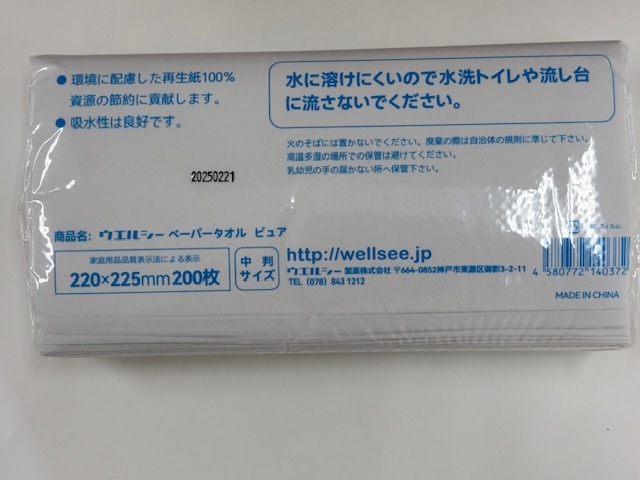 ● 環境に配慮した再生紙100%
資源の節約に貢献します。
● 吸水性は良好です。
水に溶けにくいので水洗トイレや流し台
に流さないでください。
火のそばには置かないでください。廃棄の際は自治体の規則に準じて下さい。
高温多湿の場所での保管は避けてください。
乳幼児の手の届かない所へ保管下さい。
20250221
商品名: ウエルシー ペーパータオル ピュア
家庭用品品質表示法による表示
220×225mm 200枚
中判
サイズ
http://wellsee.jp
ウエルシー 製薬株式会社 〒664-0852神戸市東灘区御影3-2-11
TEL (078) 843 1212
フィルム
4 580772 140372
MADE IN CHINA